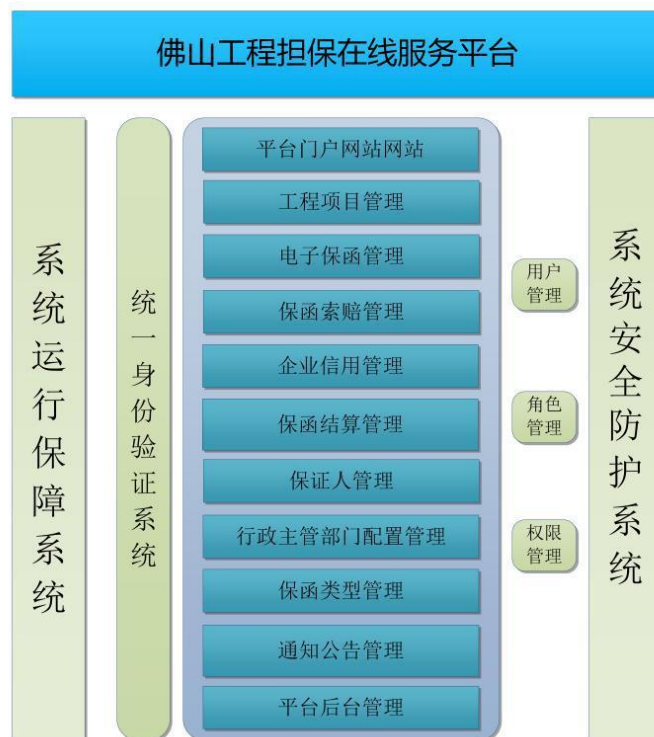 佛山工程担保在线服务平台
系统运行保障系统
统一身份验证系统
平台门户网站网站
工程项目管理
电子保函管理
保函索赔管理
企业信用管理
保函结算管理
保证人管理
行政主管部门配置管理
保函类型管理
通知公告管理
平台后台管理
用户
管理
角色
管理
权限
管理
系统安全防护系统